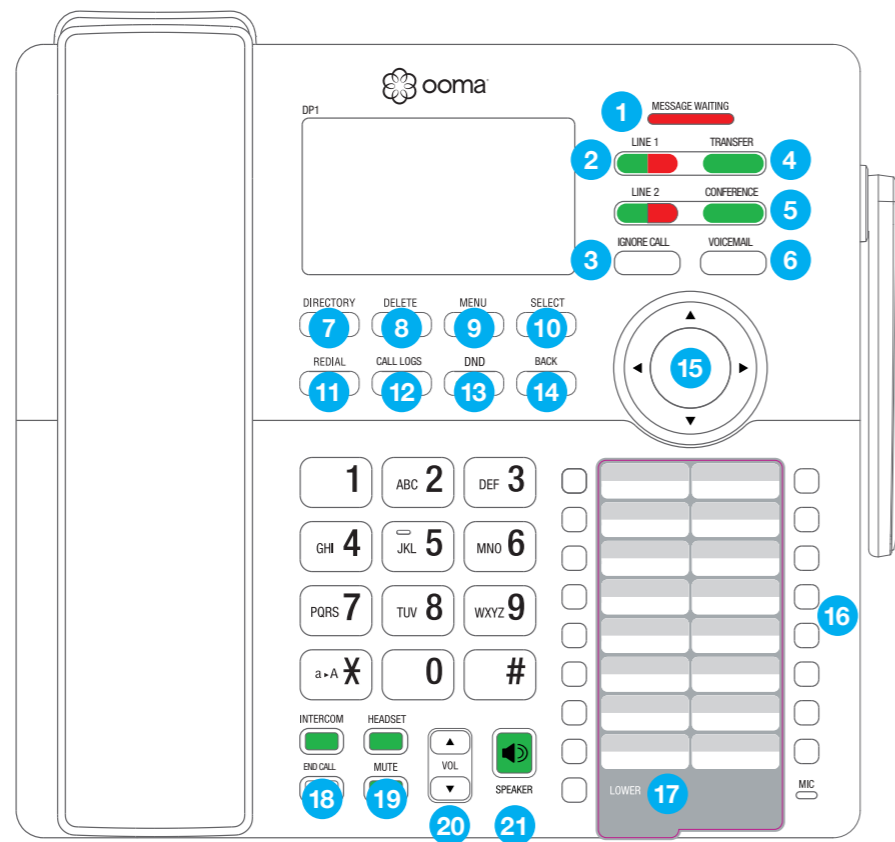 ooma
DP1
1 MESSAGE WAITING
LINE 1 TRANSFER
2 4
LINE 2 CONFERENCE
5
IGNORE CALL VOICEMAIL
3 6
DIRECTORY DELETE MENU SELECT
7 8 9 10
REDIAL CALL LOGS DND BACK
11 12 13 14
15
1 ABC 2 DEF 3
GHI 4 JKL 5 MNO 6
PQRS 7 TUV 8 WXYZ 9
16
a▸A * 0 #
INTERCOM HEADSET
END CALL MUTE VOL
18 19 SPEAKER
LOWER 17 MIC
20 21